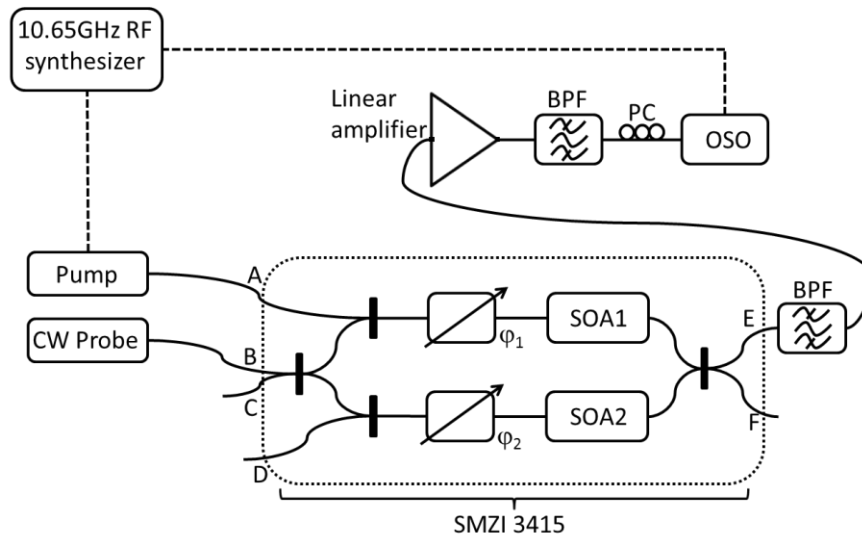 10.65GHz RF
synthesizer
Linear
amplifier
BPF
PC
OSO
Pump
CW Probe
A
B
C
D
φ1
SOA1
φ2
SOA2
E
F
BPF
SMZI 3415